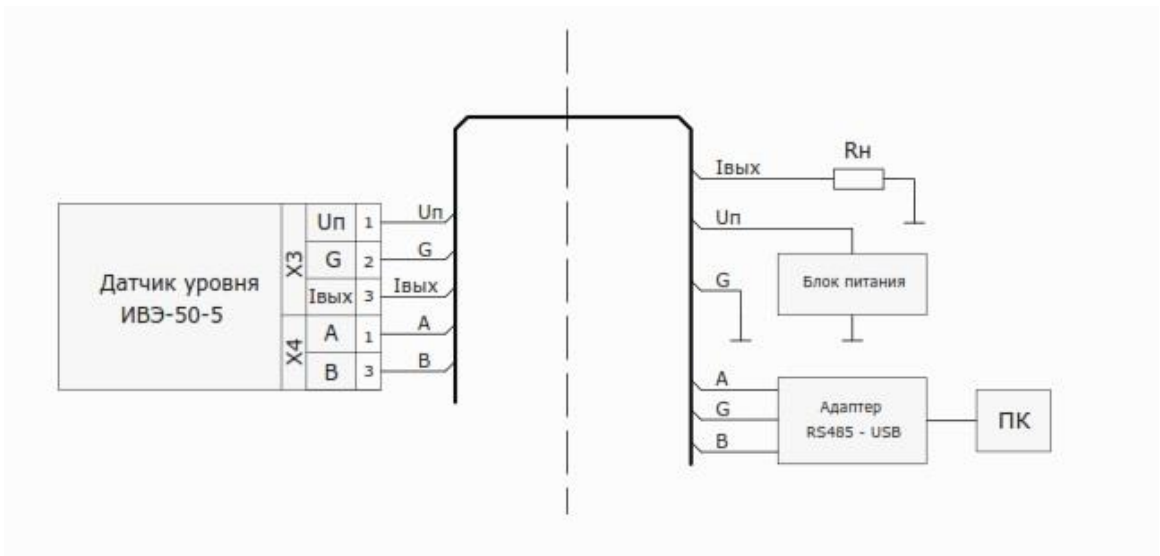 Датчик уровня
ИВЭ-50-5
X3
Uп 1 Uп
G 2 G
Iвых 3 Iвых
X4
A 1 A
B 3 B
Iвых
Rн
Uп
Блок питания
G
A
G
B
Адаптер
RS485 - USB
ПК